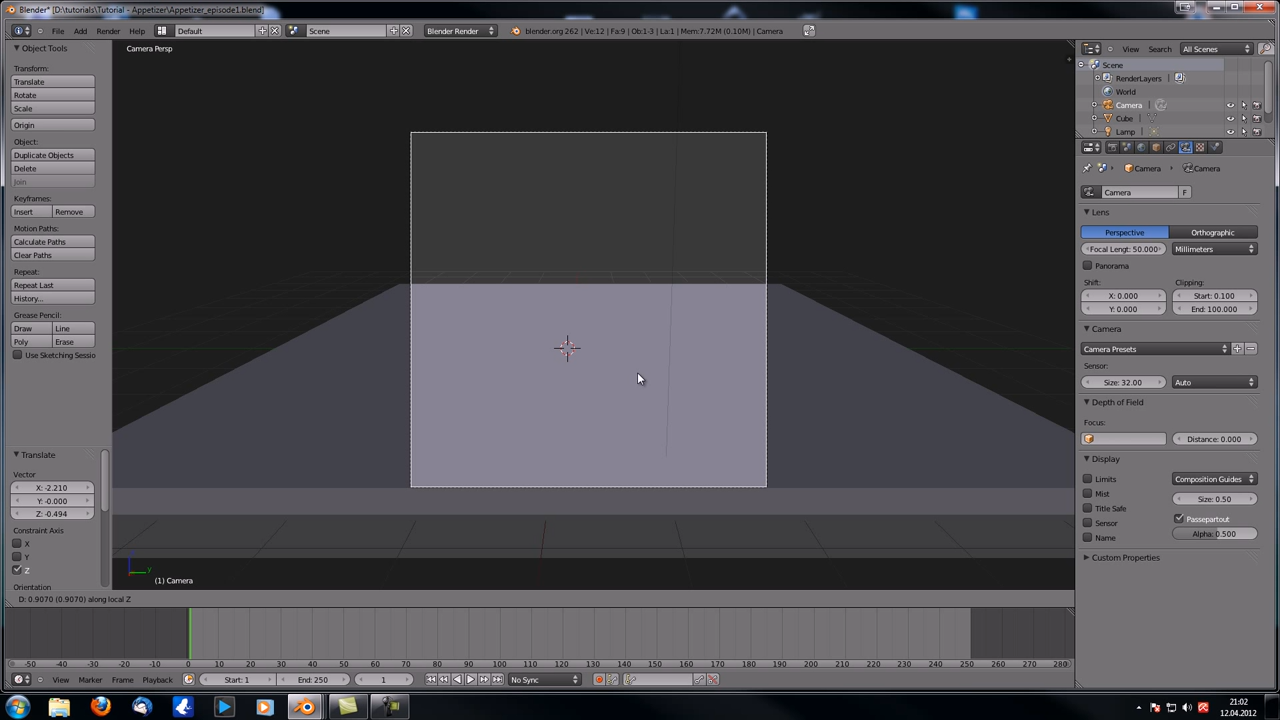 Blender* [D:\tutorials\Tutorial - Appetizer\Appetizer_episode1.blend]
File Add Render Window Help Default Scene Blender Render blender.org 262 | Ve:12 | Fa:9 | Ob:1-3 | La:1 | Mem:7.72M (0.10M) | Camera
Object Tools
Transform:
Translate
Rotate
Scale
Origin
Object:
Duplicate Objects
Delete
Join
Keyframes:
Insert Remove
Motion Paths:
Calculate Paths
Clear Paths
Repeat:
Repeat Last
History...
Grease Pencil:
Draw Line
Poly Erase
Use Sketching Sessio
Translate
Vector
X: -2.210
Y: -0.000
Z: -0.494
Constraint Axis
X
Y
Z
Orientation
Camera Persp
(1) Camera
D: 0.9070 (0.9070) along local Z
View Search All Scenes
Scene
RenderLayers
World
Camera
Cube
Lamp
Camera Camera
Camera F
Lens
Perspective Orthographic
Focal Lengt: 50.000 Millimeters
Panorama
Shift: Clipping:
X: 0.000 Start: 0.100
Y: 0.000 End: 100.000
Camera
Camera Presets
Sensor:
Size: 32.00 Auto
Depth of Field
Focus:
Distance: 0.000
Display
Limits Composition Guides
Mist Size: 0.50
Title Safe
Sensor Passepartout
Name Alpha: 0.500
Custom Properties
-50 -40 -30 -20 -10 0 10 20 30 40 50 60 70 80 90 100 110 120 130 140 150 160 170 180 190 200 210 220 230 240 250 260 270 280
View Marker Frame Playback Start: 1 End: 250 1 No Sync
21:02
12.04.2012